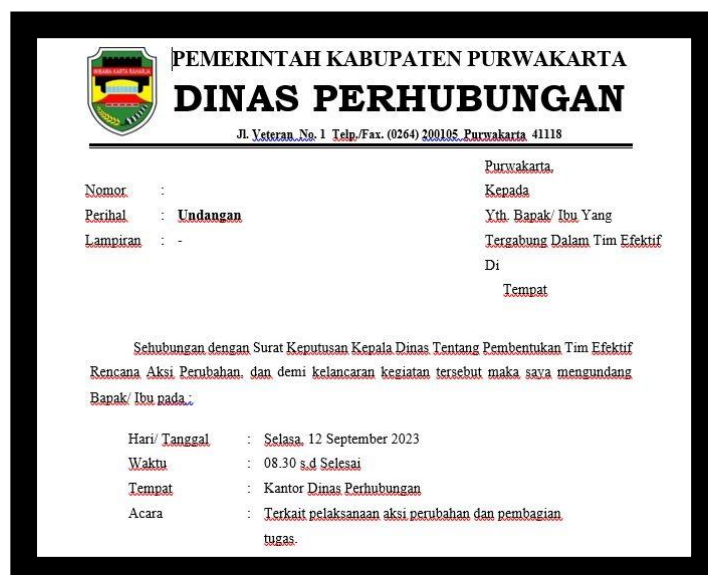 PEMERINTAH KABUPATEN PURWAKARTA
DINAS PERHUBUNGAN
Jl. Veteran No. 1 Telp./Fax. (0264) 200105 Purwakarta 41118
Purwakarta,
Kepada
Yth. Bapak/ Ibu Yang
Tergabung Dalam Tim Efektif
Di
Tempat
Nomor :
Perihal : Undangan
Lampiran : -
Sehubungan dengan Surat Keputusan Kepala Dinas Tentang Pembentukan Tim Efektif
Rencana Aksi Perubahan, dan demi kelancaran kegiatan tersebut maka saya mengundang
Bapak/ Ibu pada :
Hari/ Tanggal : Selasa, 12 September 2023
Waktu : 08.30 s.d Selesai
Tempat : Kantor Dinas Perhubungan
Acara : Terkait pelaksanaan aksi perubahan dan pembagian
tugas.